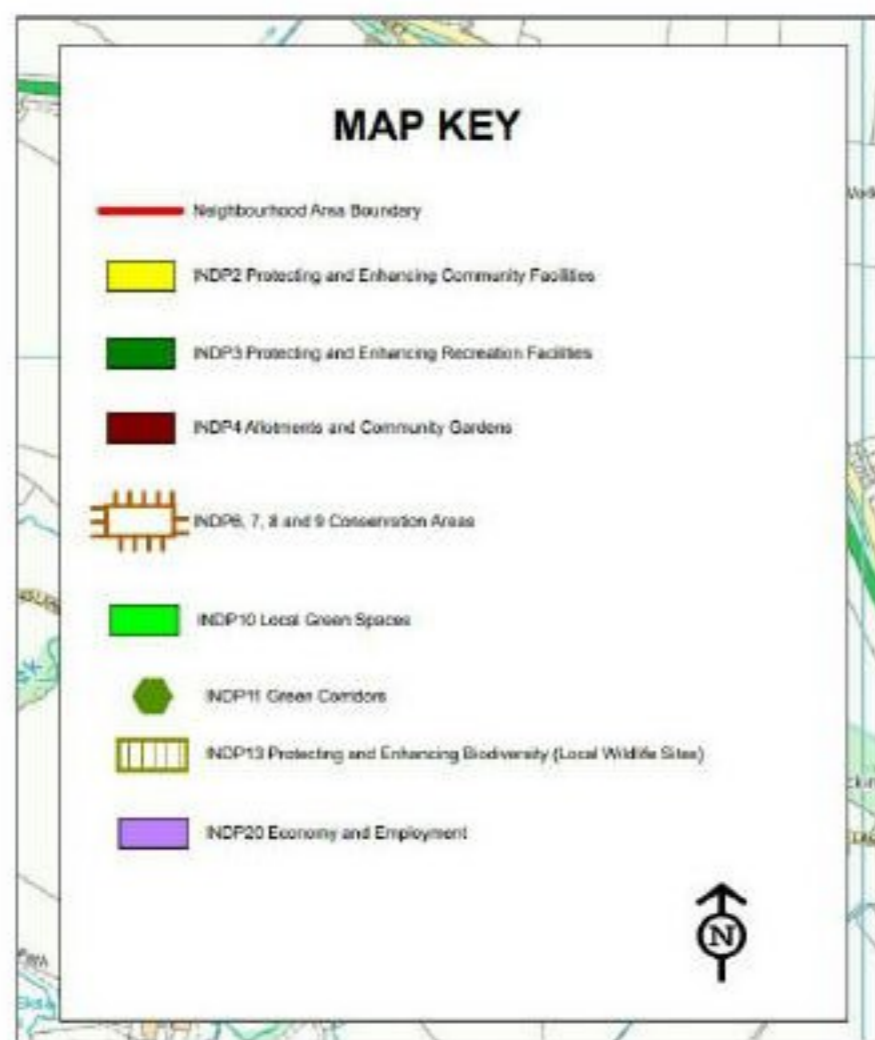 MAP KEY
Neighbourhood Area Boundary
INDP2 Protecting and Enhancing Community Facilities
INDP3 Protecting and Enhancing Recreation Facilities
INDP4 Allotments and Community Gardens
INDP6, 7, 8 and 9 Conservation Areas
INDP10 Local Green Spaces
INDP11 Green Corridors
INDP13 Protecting and Enhancing Biodiversity (Local Wildlife Sites)
INDP20 Economy and Employment
N
Path